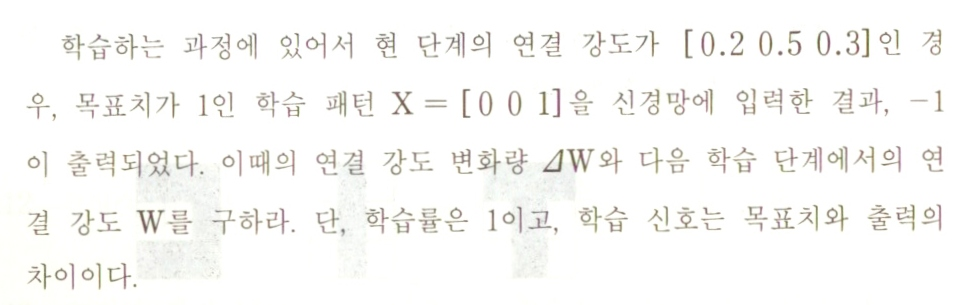 학습하는 과정에 있어서 현 단계의 연결 강도가 [0.2 0.5 0.3]인 경
우, 목표치가 1인 학습 패턴 X = [0 0 1]을 신경망에 입력한 결과, −1
이 출력되었다. 이때의 연결 강도 변화량 ⊿W와 다음 학습 단계에서의 연
결 강도 W를 구하라. 단, 학습률은 1이고, 학습 신호는 목표치와 출력의
차이이다.